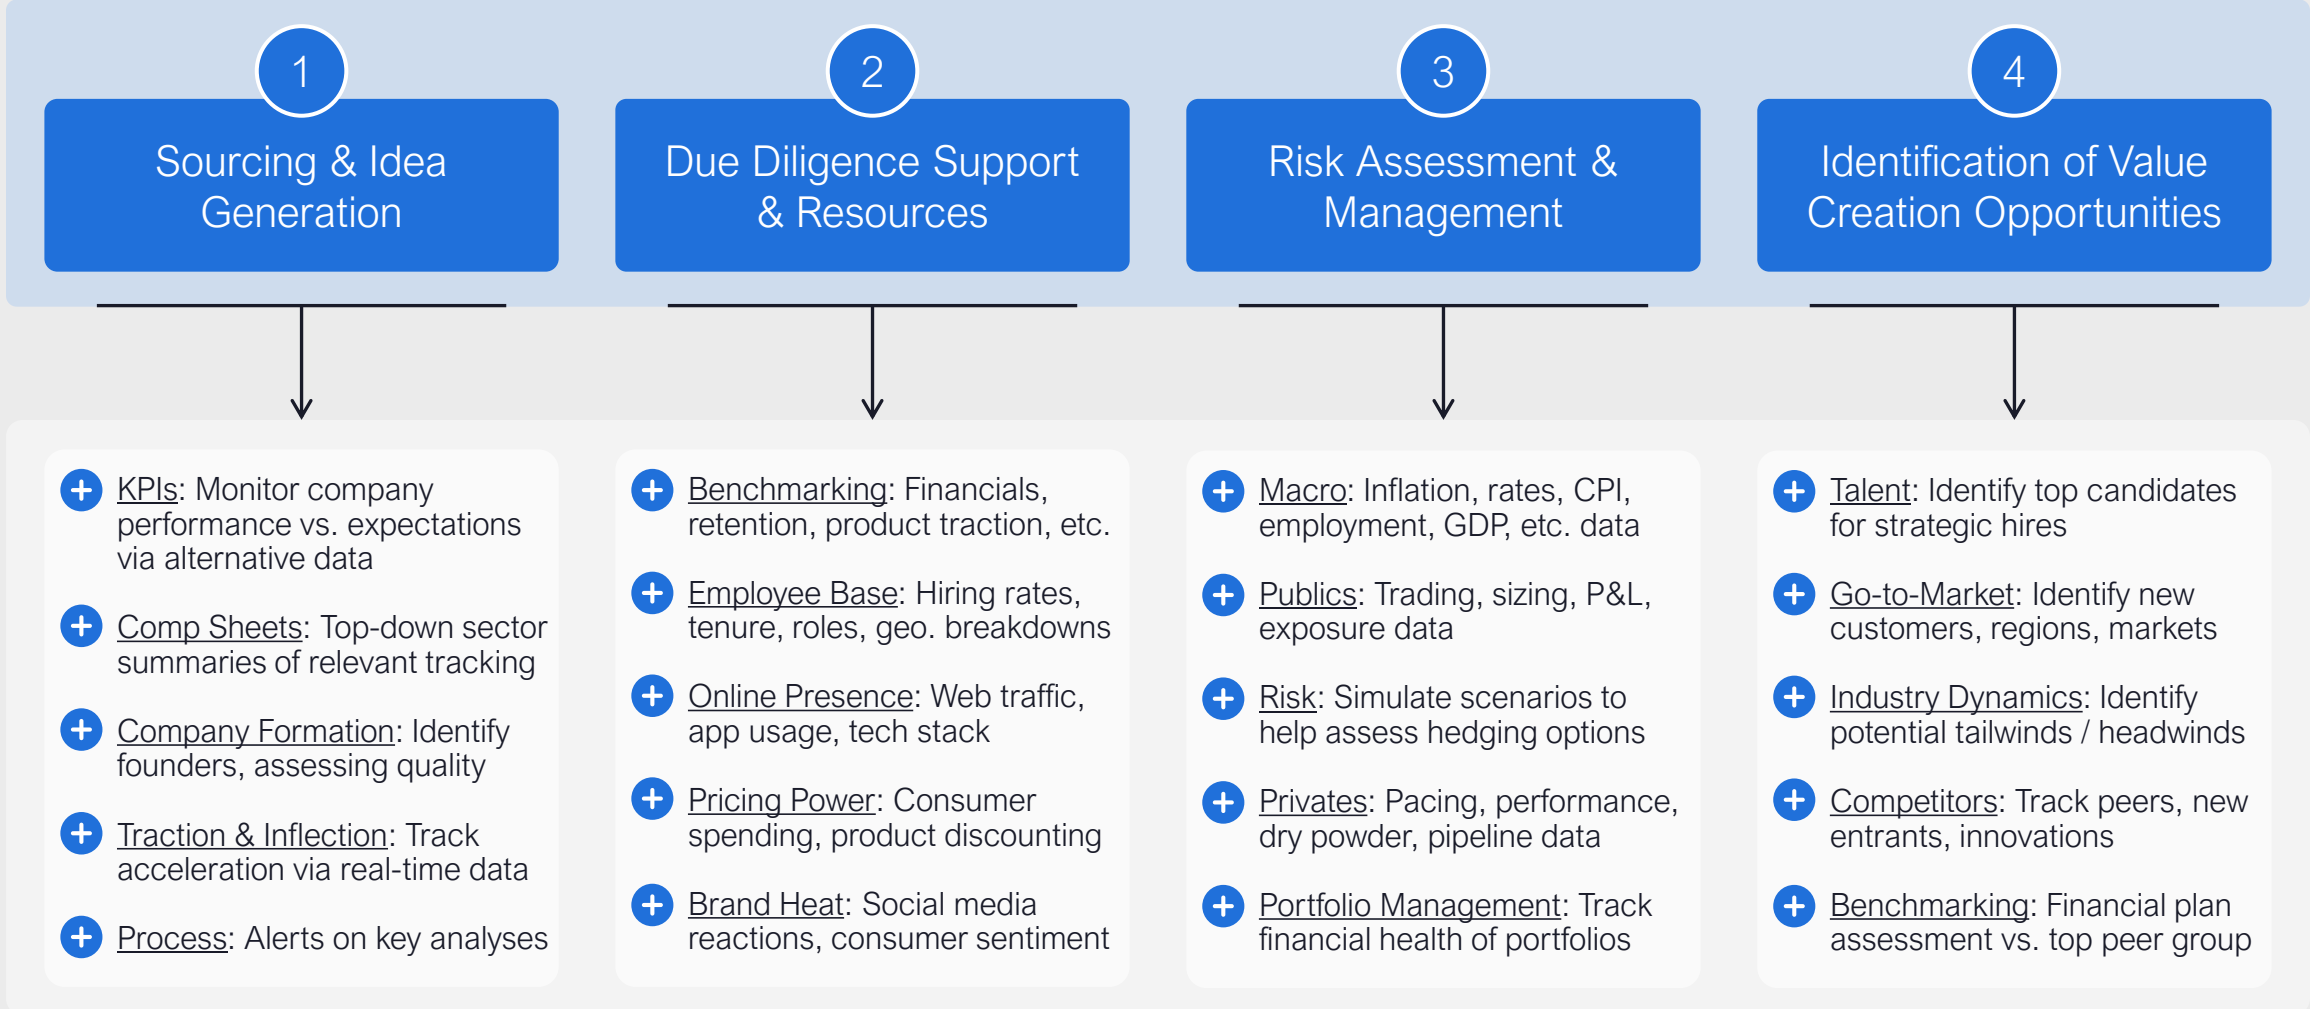 1
Sourcing & Idea
Generation
2
Due Diligence Support
& Resources
3
Risk Assessment &
Management
4
Identification of Value
Creation Opportunities
KPIs: Monitor company
performance vs. expectations
via alternative data
Comp Sheets: Top-down sector
summaries of relevant tracking
Company Formation: Identify
founders, assessing quality
Traction & Inflection: Track
acceleration via real-time data
Process: Alerts on key analyses
Benchmarking: Financials,
retention, product traction, etc.
Employee Base: Hiring rates,
tenure, roles, geo. breakdowns
Online Presence: Web traffic,
app usage, tech stack
Pricing Power: Consumer
spending, product discounting
Brand Heat: Social media
reactions, consumer sentiment
Macro: Inflation, rates, CPI,
employment, GDP, etc. data
Publics: Trading, sizing, P&L,
exposure data
Risk: Simulate scenarios to
help assess hedging options
Privates: Pacing, performance,
dry powder, pipeline data
Portfolio Management: Track
financial health of portfolios
Talent: Identify top candidates
for strategic hires
Go-to-Market: Identify new
customers, regions, markets
Industry Dynamics: Identify
potential tailwinds / headwinds
Competitors: Track peers, new
entrants, innovations
Benchmarking: Financial plan
assessment vs. top peer group